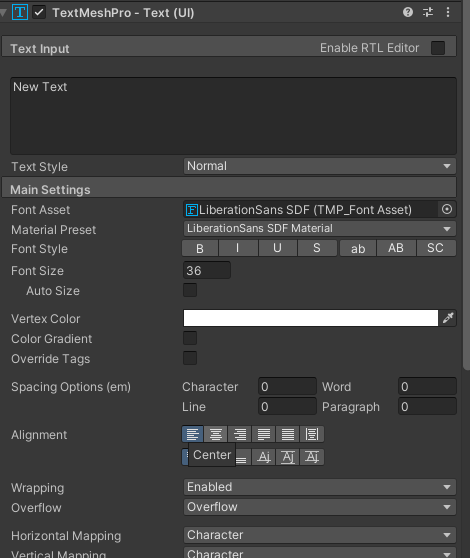 TextMeshPro - Text (UI)
Text Input Enable RTL Editor
New Text
Text Style Normal
Main Settings
Font Asset LiberationSans SDF (TMP_Font Asset)
Material Preset LiberationSans SDF Material
Font Style B I U S ab AB SC
Font Size 36
Auto Size
Vertex Color
Color Gradient
Override Tags
Spacing Options (em) Character 0 Word 0
Line 0 Paragraph 0
Alignment
Center
Wrapping Enabled
Overflow Overflow
Horizontal Mapping Character
Vertical Mapping Character